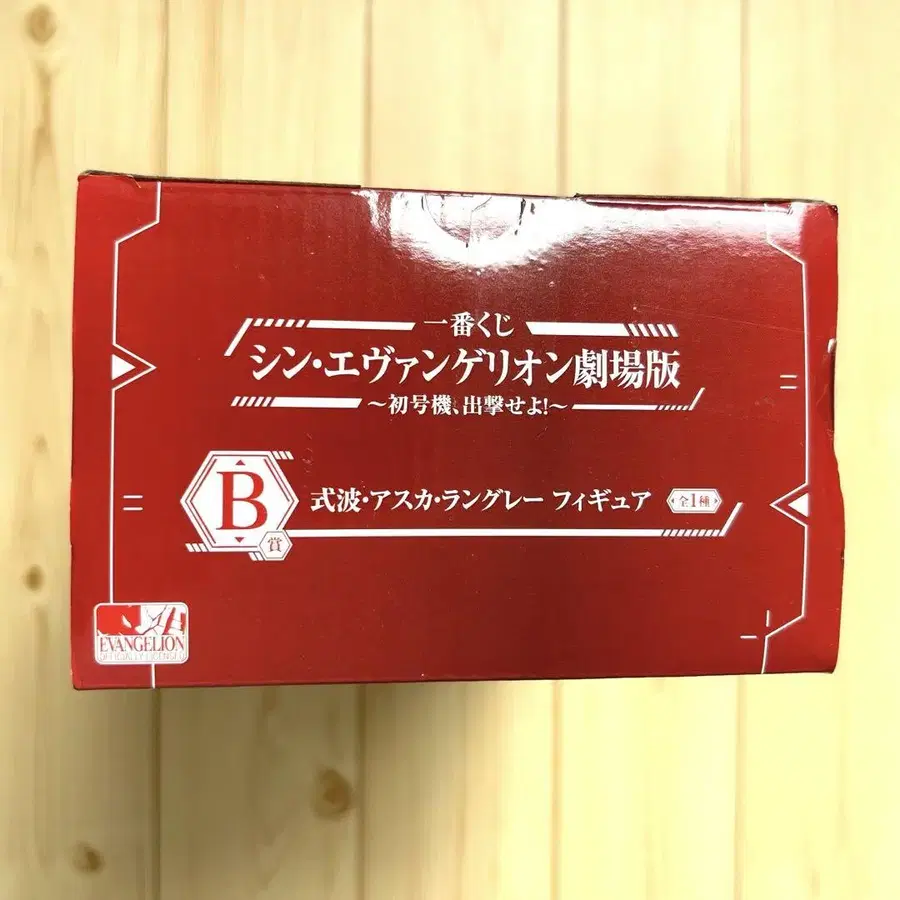 一番くじ
シン・エヴァンゲリオン劇場版
～初号機、出撃せよ!～
B
賞
式波・アスカ・ラングレー フィギュア
全1種
EVANGELION
OFFICIALLY LICENSED